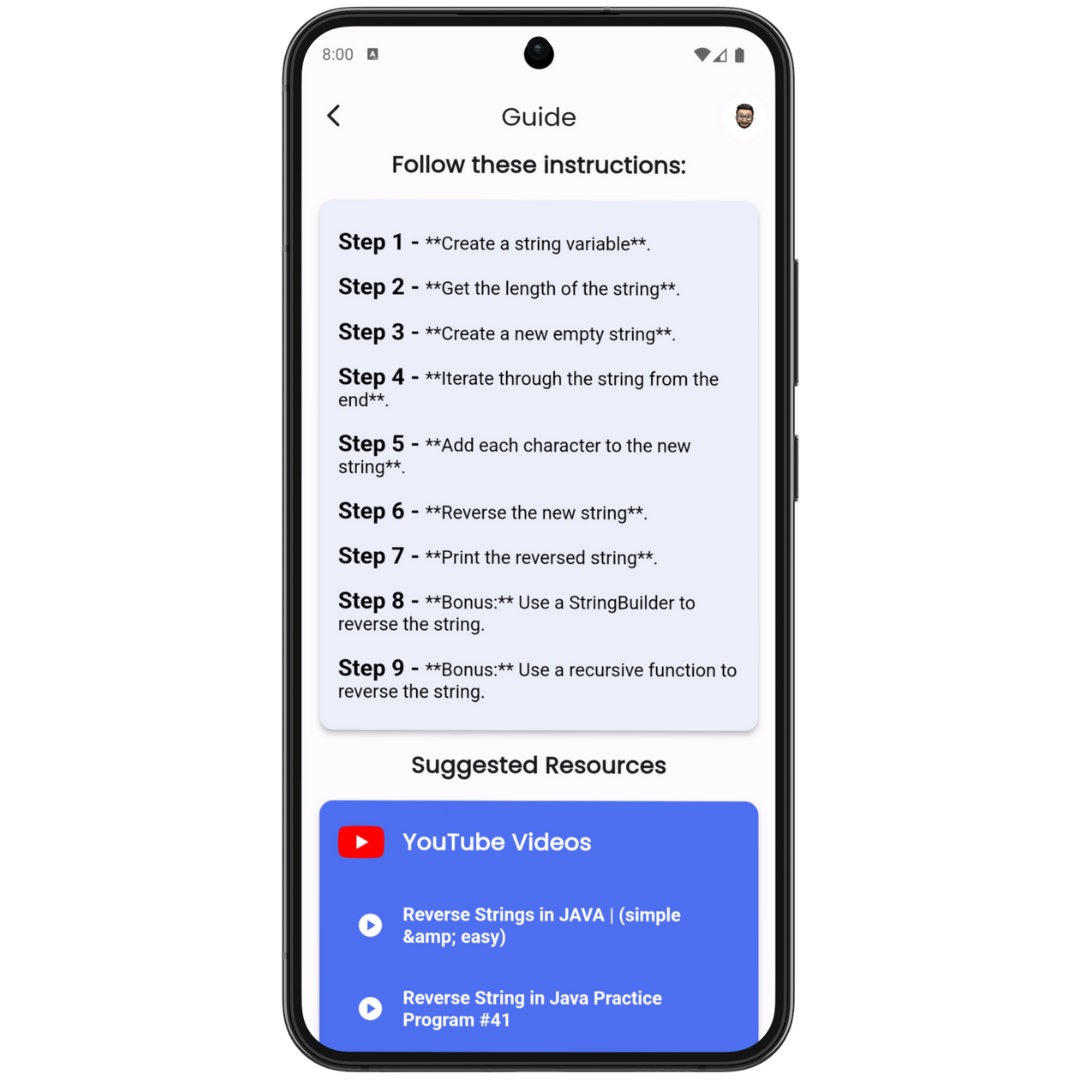 8:00 A
Guide
Follow these instructions:
Step 1 - **Create a string variable**.
Step 2 - **Get the length of the string**.
Step 3 - **Create a new empty string**.
Step 4 - **Iterate through the string from the
end**.
Step 5 - **Add each character to the new
string**.
Step 6 - **Reverse the new string**.
Step 7 - **Print the reversed string**.
Step 8 - **Bonus:** Use a StringBuilder to
reverse the string.
Step 9 - **Bonus:** Use a recursive function to
reverse the string.
Suggested Resources
YouTube Videos
Reverse Strings in JAVA | (simple
&amp; easy)
Reverse String in Java Practice
Program #41